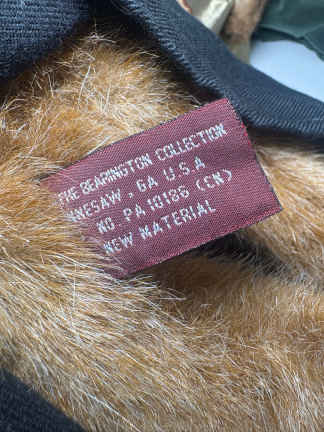 THE BEARINGTON COLLECTION
NNESAW, GA U.S.A
NO. PA 10186 (CN)
NEW MATERIAL